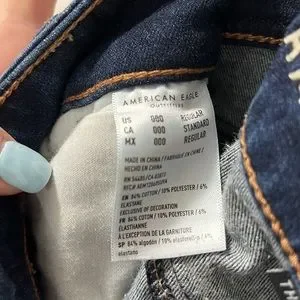 AMERICAN EAGLE
OUTFITTERS
US 000 REGULAR
CA 000 STANDARD
MX 000 REGULAR
MADE IN CHINA / FABRIQUÉ EN CHINE /
HECHO EN CHINA
EN 84% COTTON / 10% POLYESTER / 6%
ELASTANE
EXCLUSIVE OF DECORATION
FR 84% COTON / 10% POLYESTER / 6%
ÉLASTHANNE
À L'EXCEPTION DE LA GARNITURE
SP 84% algodón / 10% elastano / 6%
elastano